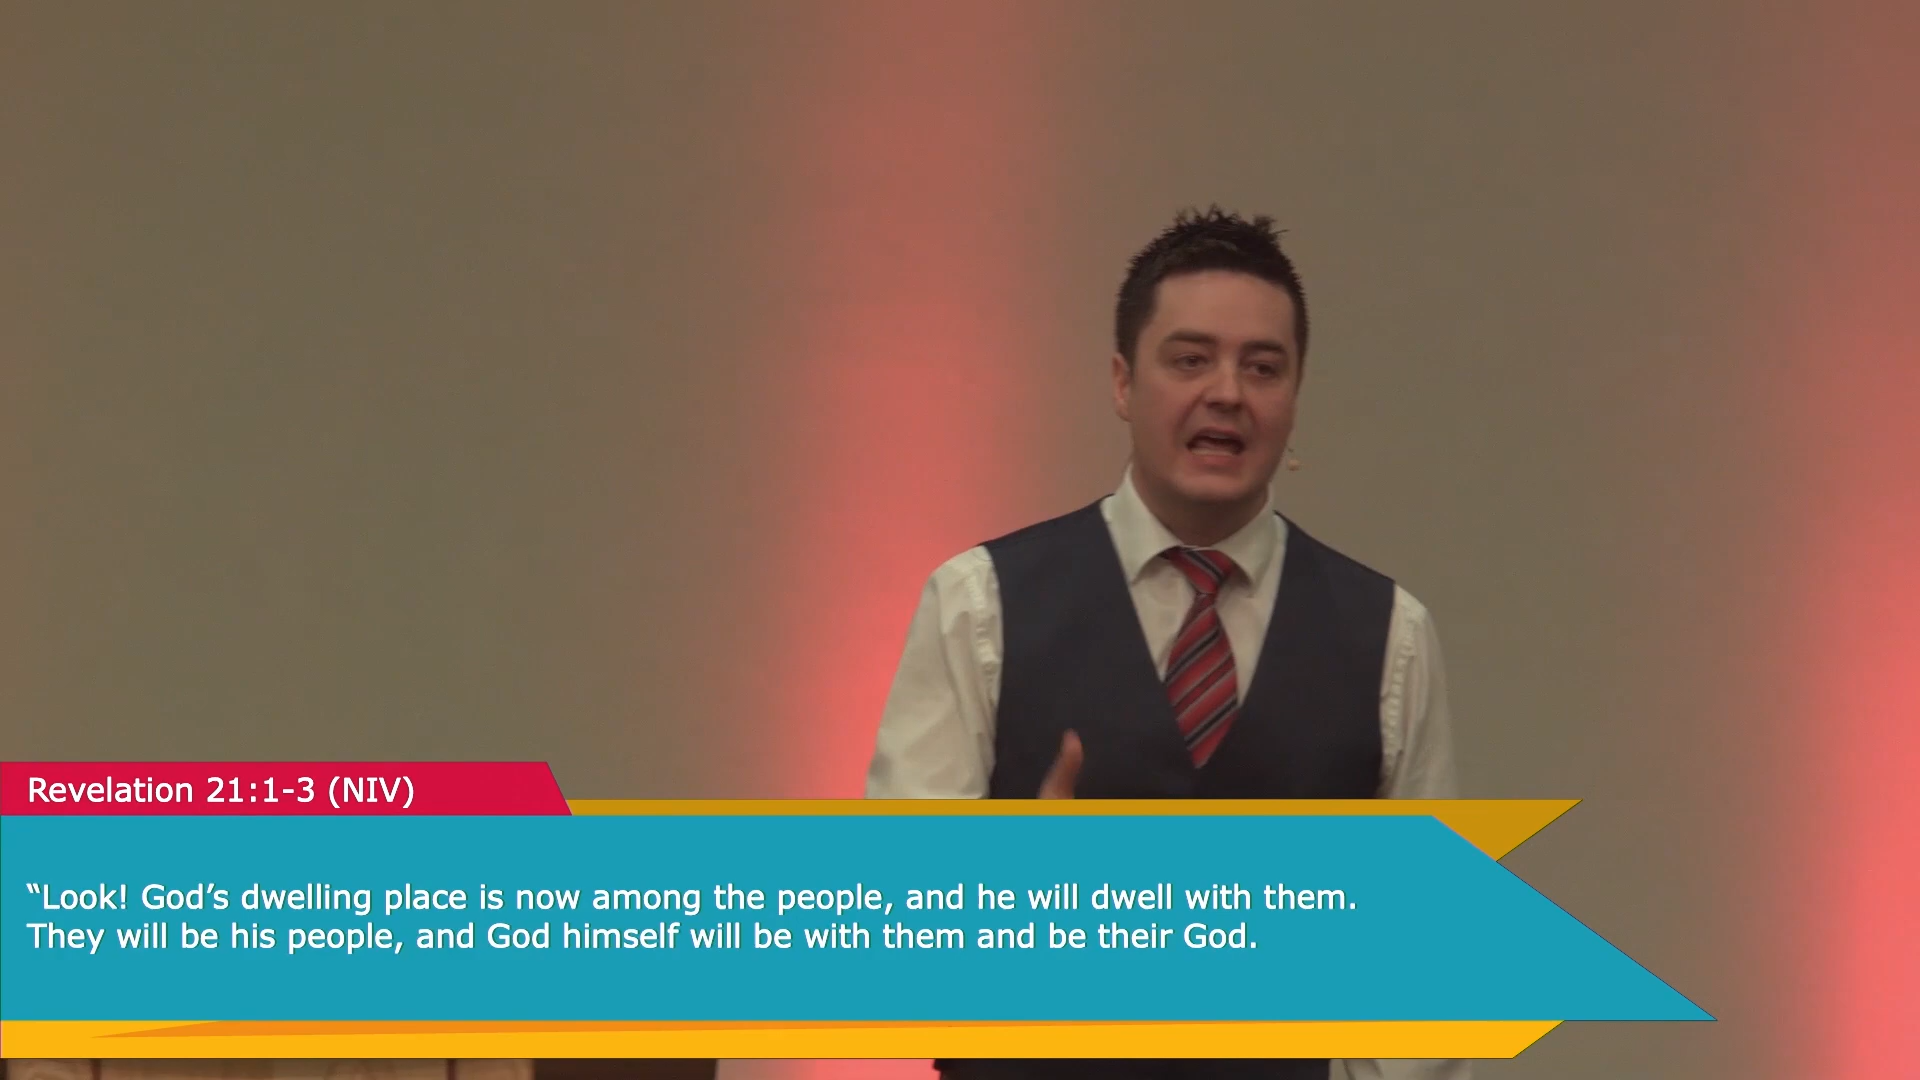 Revelation 21:1-3 (NIV)
“Look! God’s dwelling place is now among the people, and he will dwell with them.
They will be his people, and God himself will be with them and be their God.